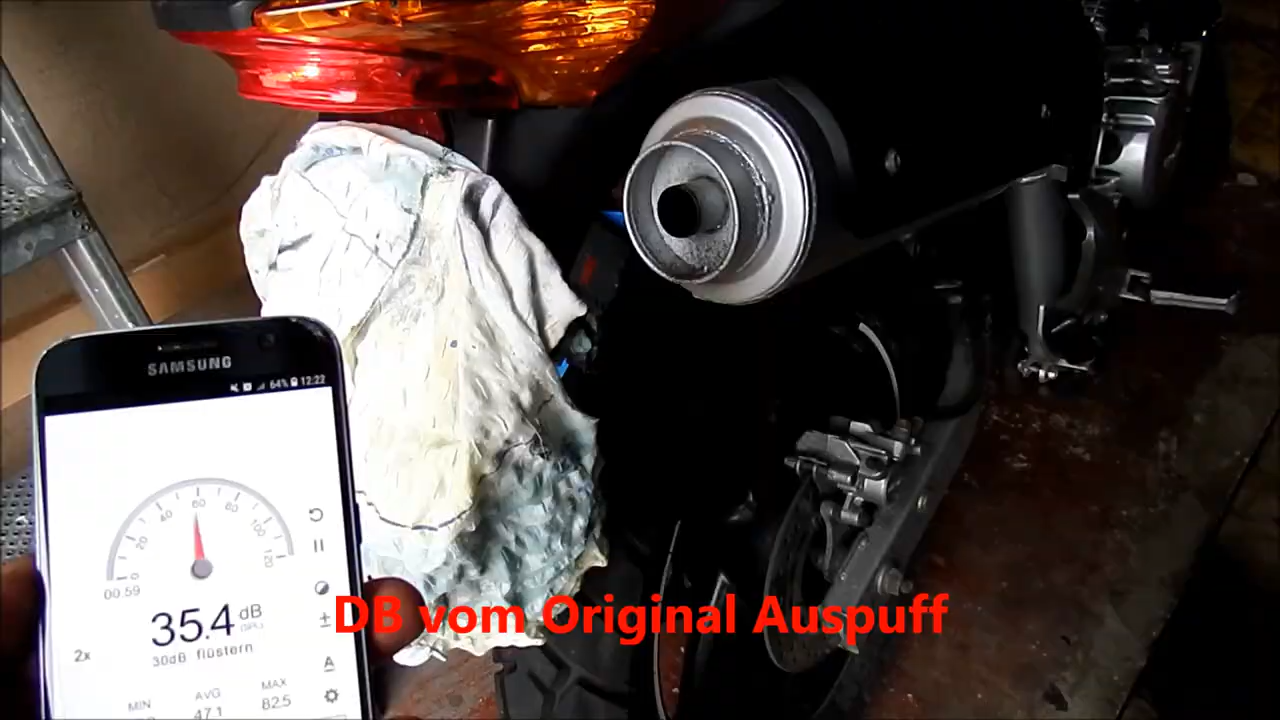 SAMSUNG
64% 12:22
0 20 40 60 80 100 120
00.59
35.4 dB
2x
30dB flüstern
MIN AVG MAX
47.1 82.5
A
DB vom Original Auspuff